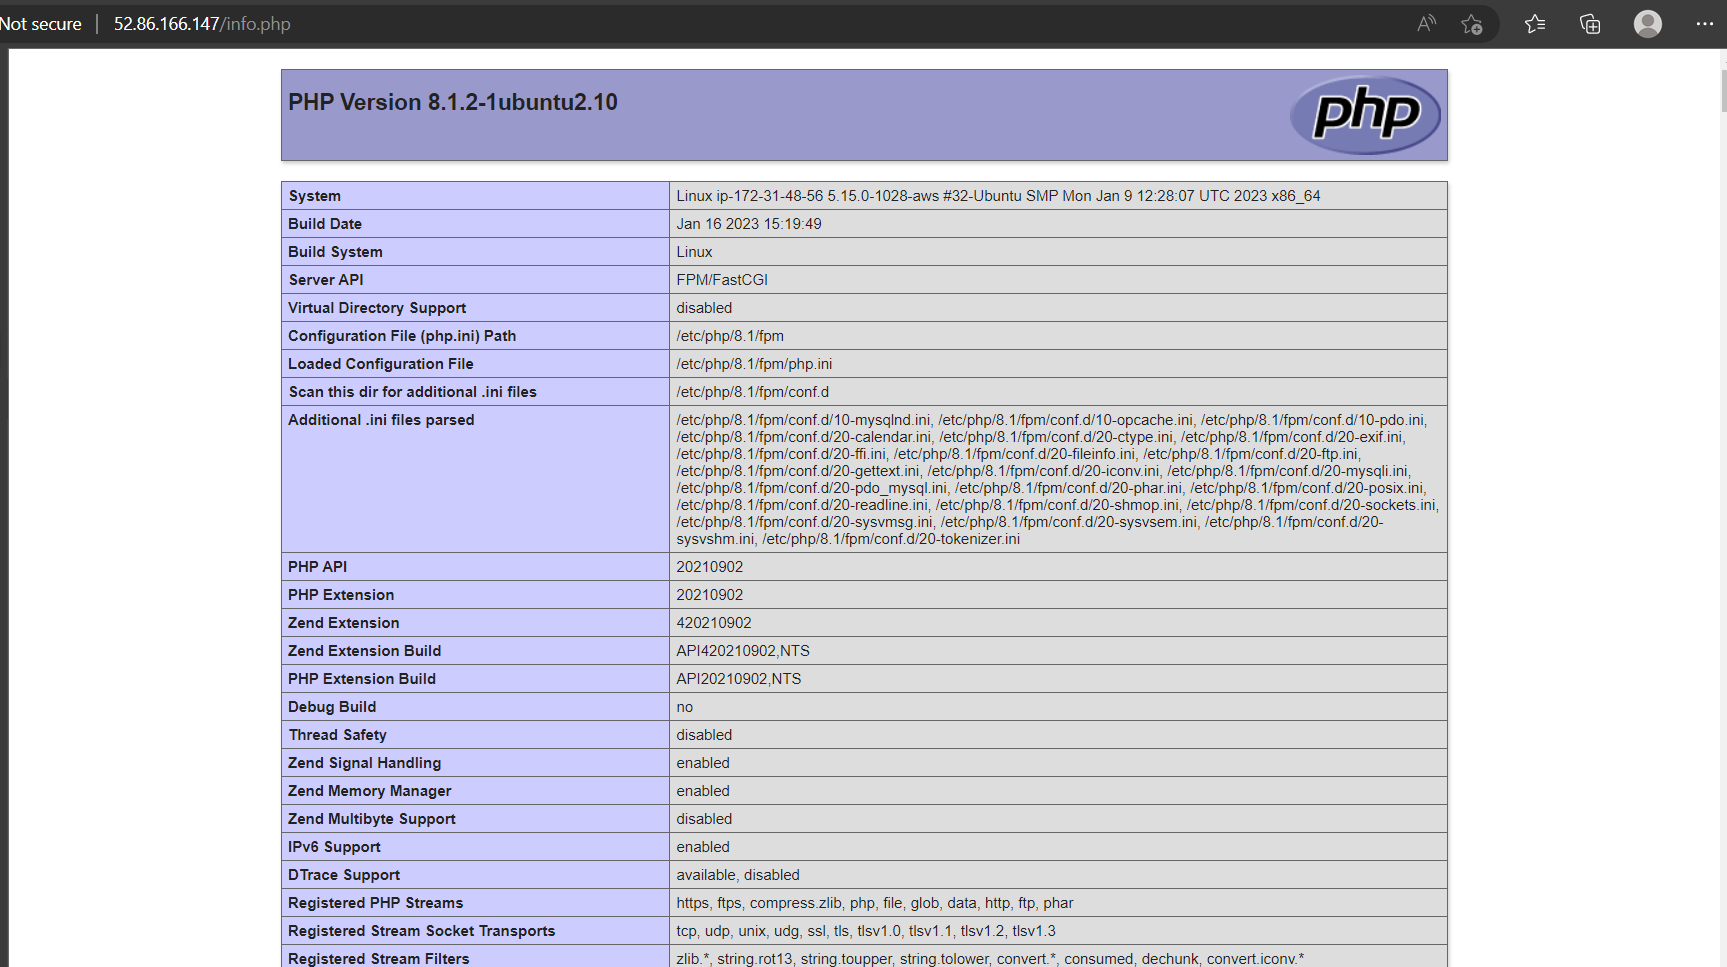 Not secure | 52.86.166.147/info.php
PHP Version 8.1.2-1ubuntu2.10
php
System Linux ip-172-31-48-56 5.15.0-1028-aws #32-Ubuntu SMP Mon Jan 9 12:28:07 UTC 2023 x86_64
Build Date Jan 16 2023 15:19:49
Build System Linux
Server API FPM/FastCGI
Virtual Directory Support disabled
Configuration File (php.ini) Path /etc/php/8.1/fpm
Loaded Configuration File /etc/php/8.1/fpm/php.ini
Scan this dir for additional .ini files /etc/php/8.1/fpm/conf.d
Additional .ini files parsed /etc/php/8.1/fpm/conf.d/10-mysqlnd.ini, /etc/php/8.1/fpm/conf.d/10-opcache.ini, /etc/php/8.1/fpm/conf.d/10-pdo.ini,
/etc/php/8.1/fpm/conf.d/20-calendar.ini, /etc/php/8.1/fpm/conf.d/20-ctype.ini, /etc/php/8.1/fpm/conf.d/20-exif.ini,
/etc/php/8.1/fpm/conf.d/20-ffi.ini, /etc/php/8.1/fpm/conf.d/20-fileinfo.ini, /etc/php/8.1/fpm/conf.d/20-ftp.ini,
/etc/php/8.1/fpm/conf.d/20-gettext.ini, /etc/php/8.1/fpm/conf.d/20-iconv.ini, /etc/php/8.1/fpm/conf.d/20-mysqli.ini,
/etc/php/8.1/fpm/conf.d/20-pdo_mysql.ini, /etc/php/8.1/fpm/conf.d/20-phar.ini, /etc/php/8.1/fpm/conf.d/20-posix.ini,
/etc/php/8.1/fpm/conf.d/20-readline.ini, /etc/php/8.1/fpm/conf.d/20-shmop.ini, /etc/php/8.1/fpm/conf.d/20-sockets.ini,
/etc/php/8.1/fpm/conf.d/20-sysvmsg.ini, /etc/php/8.1/fpm/conf.d/20-sysvsem.ini, /etc/php/8.1/fpm/conf.d/20-
sysvshm.ini, /etc/php/8.1/fpm/conf.d/20-tokenizer.ini
PHP API 20210902
PHP Extension 20210902
Zend Extension 420210902
Zend Extension Build API420210902,NTS
PHP Extension Build API20210902,NTS
Debug Build no
Thread Safety disabled
Zend Signal Handling enabled
Zend Memory Manager enabled
Zend Multibyte Support disabled
IPv6 Support enabled
DTrace Support available, disabled
Registered PHP Streams https, ftps, compress.zlib, php, file, glob, data, http, ftp, phar
Registered Stream Socket Transports tcp, udp, unix, udg, ssl, tls, tlsv1.0, tlsv1.1, tlsv1.2, tlsv1.3
Registered Stream Filters zlib.*, string.rot13, string.toupper, string.tolower, convert.*, consumed, dechunk, convert.iconv.*